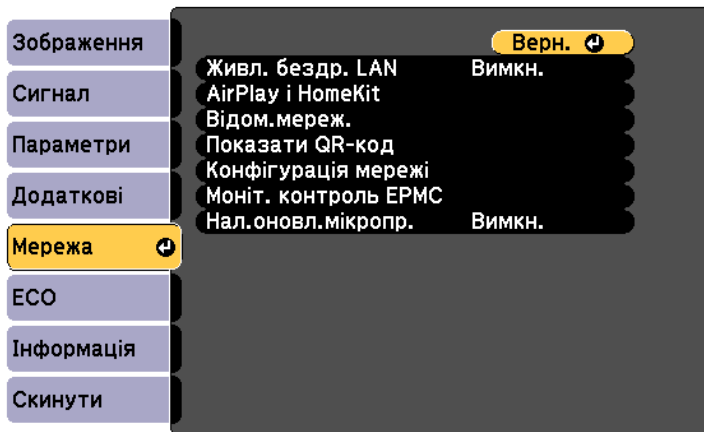 Зображення
Сигнал
Параметри
Додаткові
Мережа
ECO
Інформація
Скинути
Верн.
Живл. бездр. LAN Вимкн.
AirPlay і HomeKit
Відом.мереж.
Показати QR-код
Конфігурація мережі
Моніт. контроль EPMC
Нал.оновл.мікропр. Вимкн.